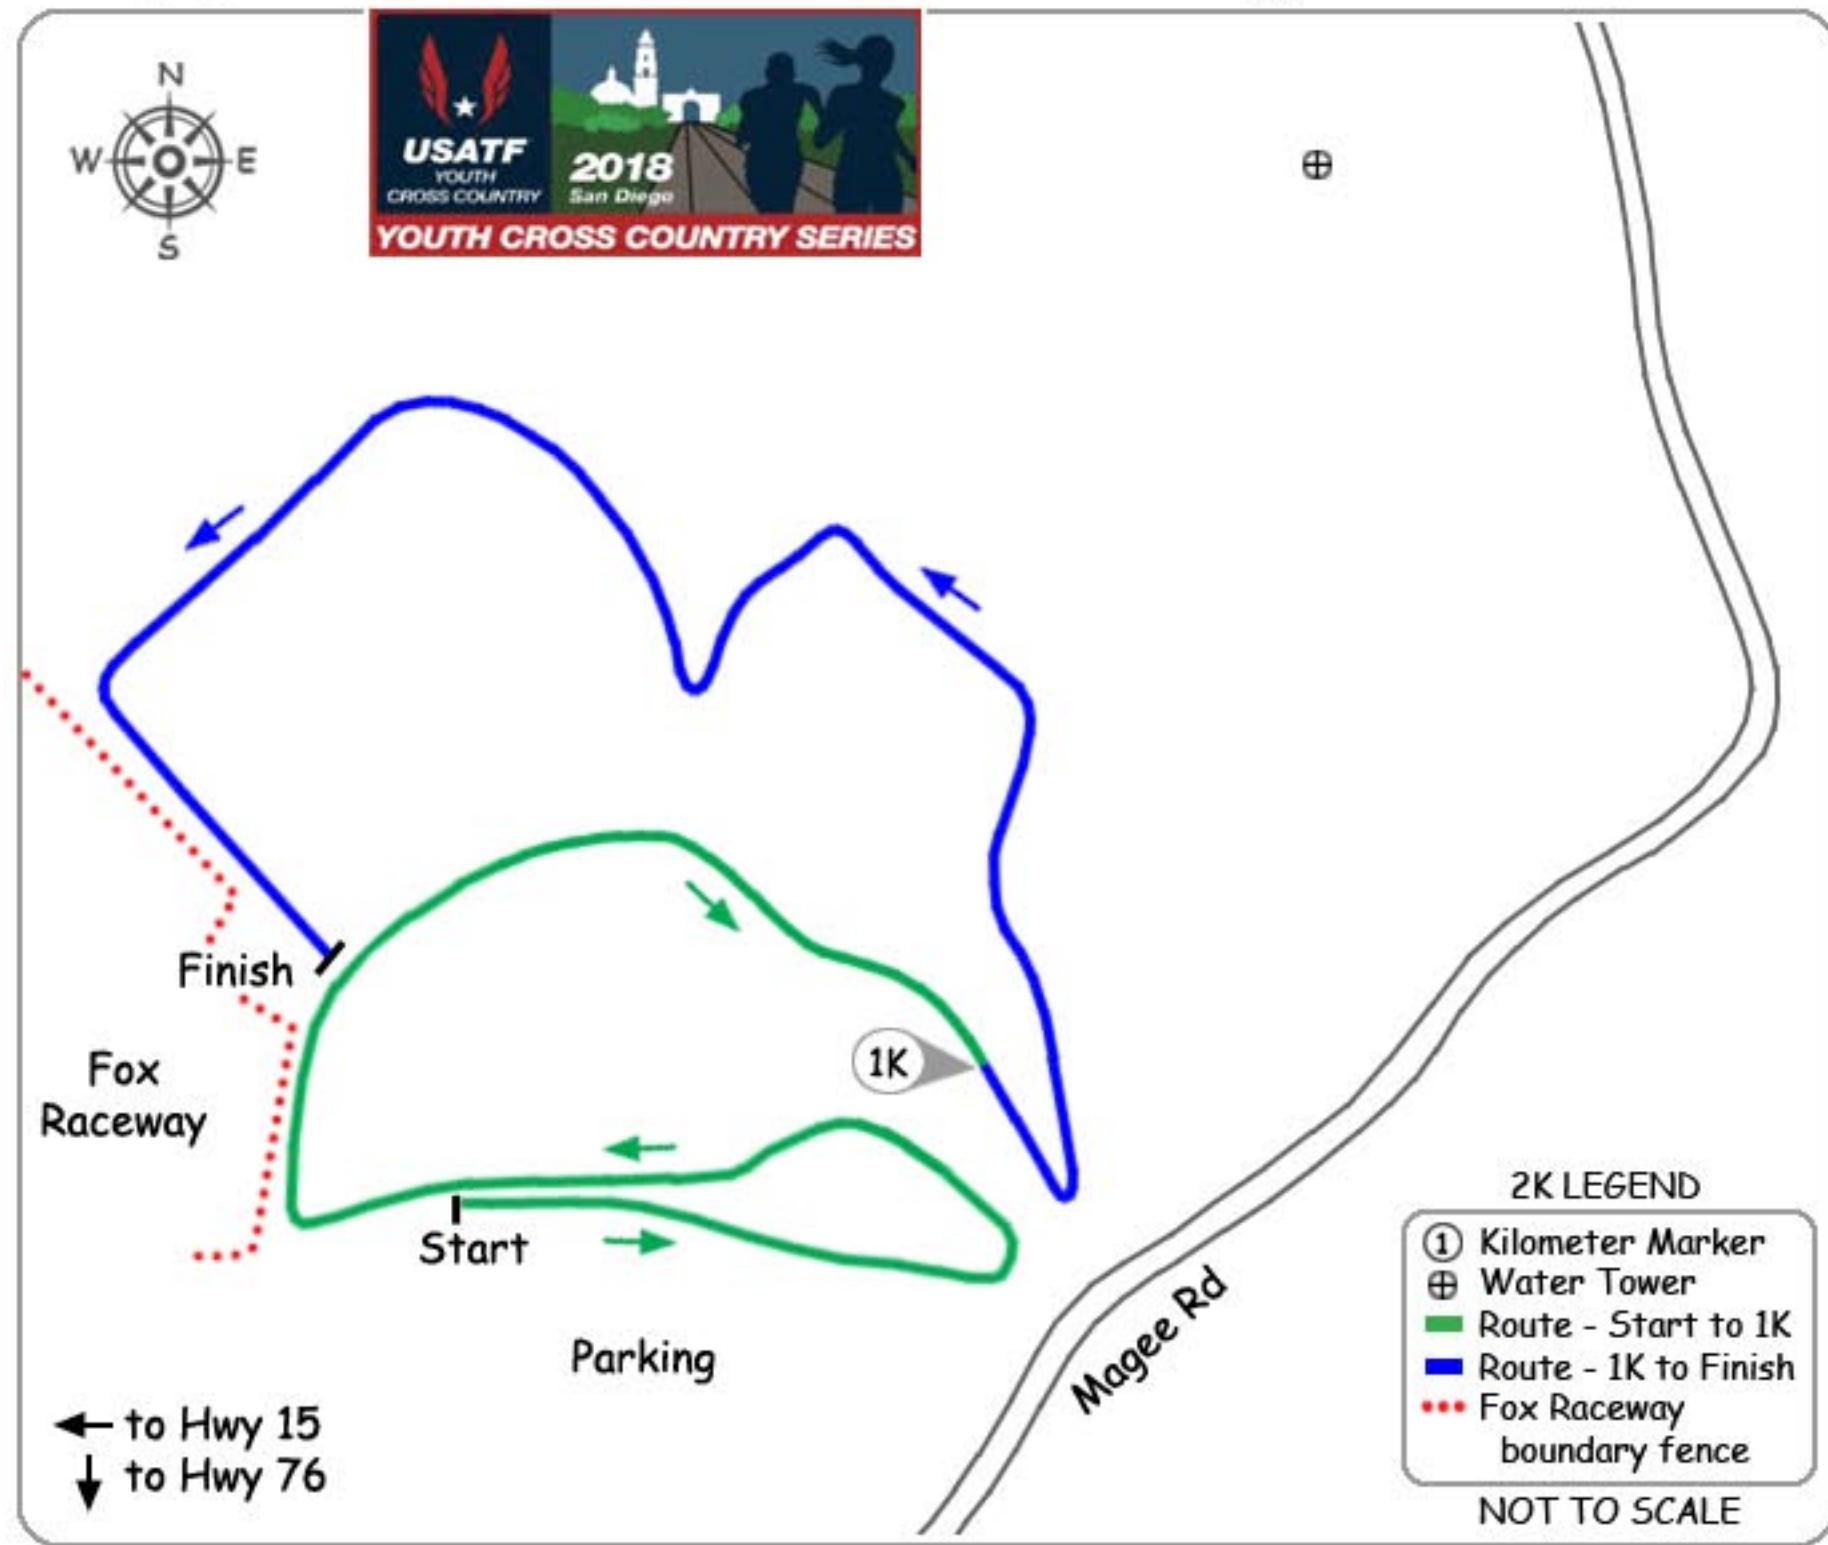 N
W E
S
USATF
YOUTH
CROSS COUNTRY
2018
San Diego
YOUTH CROSS COUNTRY SERIES
Finish
Fox
Raceway
1K
Start
Parking
Magee Rd
to Hwy 15
to Hwy 76
2K LEGEND
1 Kilometer Marker
Water Tower
Route - Start to 1K
Route - 1K to Finish
Fox Raceway
boundary fence
NOT TO SCALE